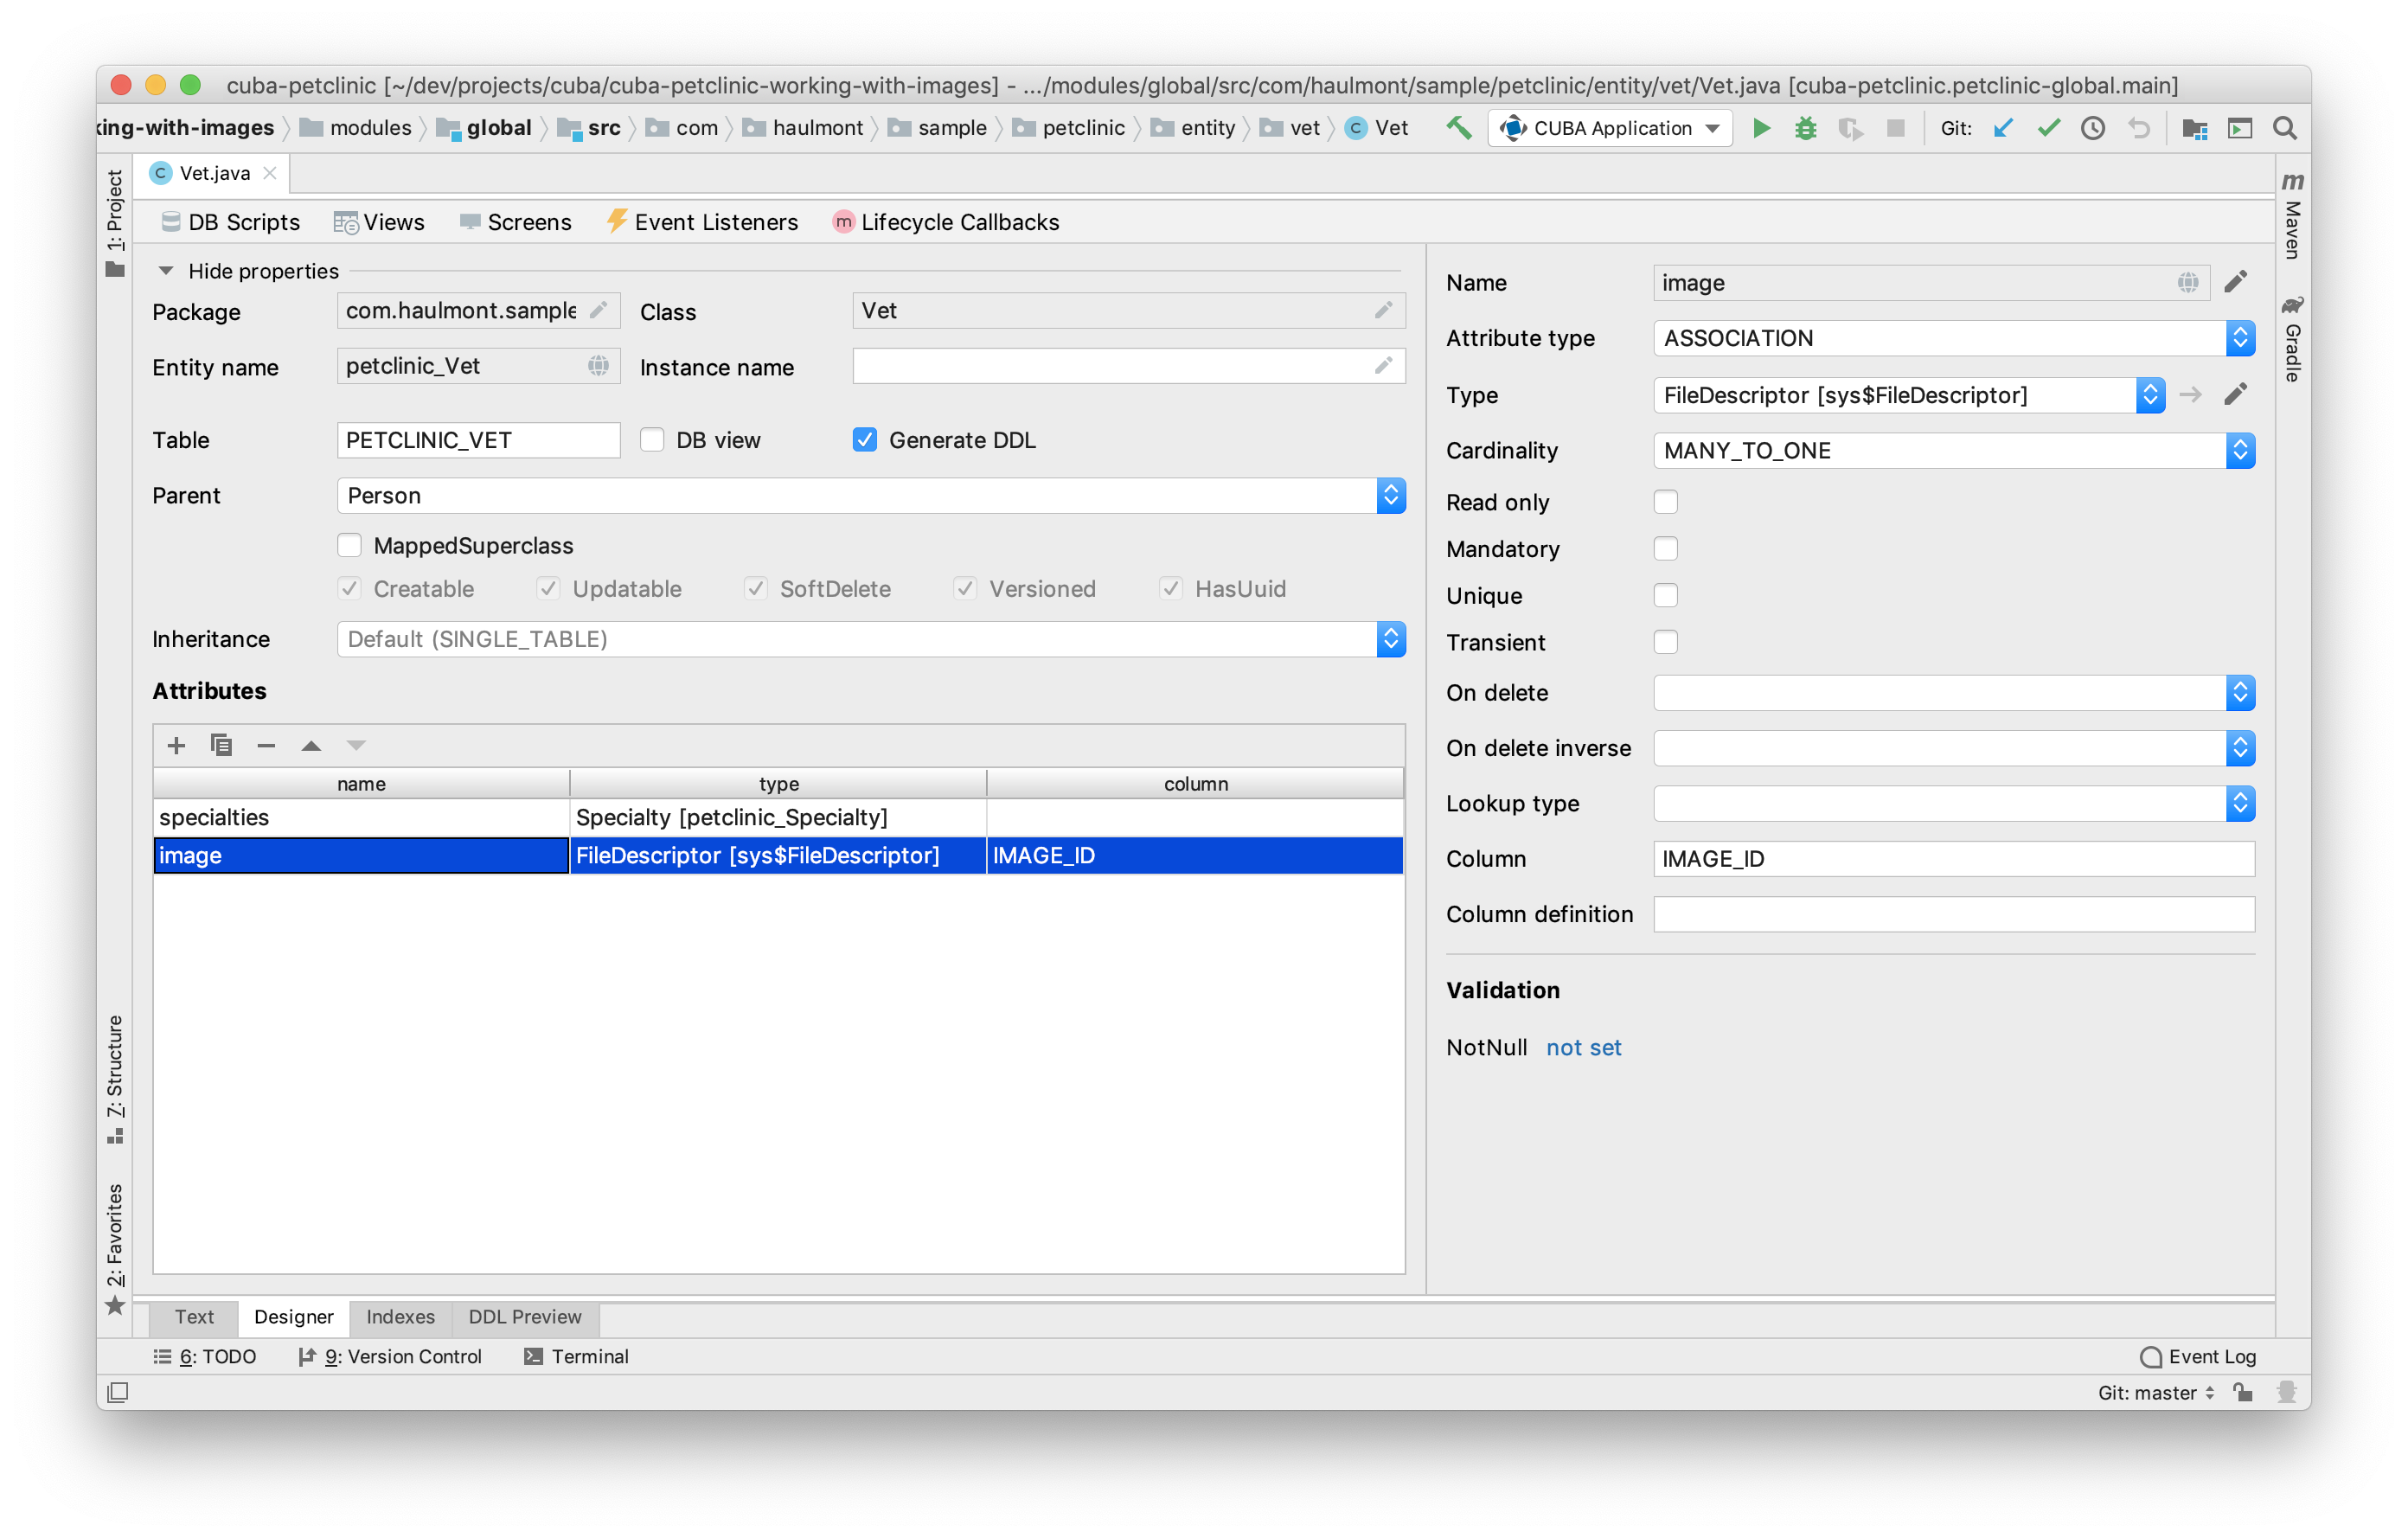 cuba-petclinic [~/dev/projects/cuba/cuba-petclinic-working-with-images] - .../modules/global/src/com/haulmont/sample/petclinic/entity/vet/Vet.java [cuba-petclinic.petclinic-global.main]
king-with-images modules global src com haulmont sample petclinic entity vet C Vet CUBA Application Git:
1: Project
7: Structure
2: Favorites
C Vet.java
DB Scripts Views Screens Event Listeners m Lifecycle Callbacks
Hide properties
Package com.haulmont.sample Class Vet
Entity name petclinic_Vet Instance name
Table PETCLINIC_VET DB view Generate DDL
Parent Person
MappedSuperclass
Creatable Updatable SoftDelete Versioned HasUuid
Inheritance Default (SINGLE_TABLE)
Attributes
name type column
specialties Specialty [petclinic_Specialty]
image FileDescriptor [sys$FileDescriptor] IMAGE_ID
Name image
Attribute type ASSOCIATION
Type FileDescriptor [sys$FileDescriptor]
Cardinality MANY_TO_ONE
Read only
Mandatory
Unique
Transient
On delete
On delete inverse
Lookup type
Column IMAGE_ID
Column definition
Validation
NotNull not set
m Maven
Gradle
Text Designer Indexes DDL Preview
6: TODO 9: Version Control Terminal Event Log
Git: master